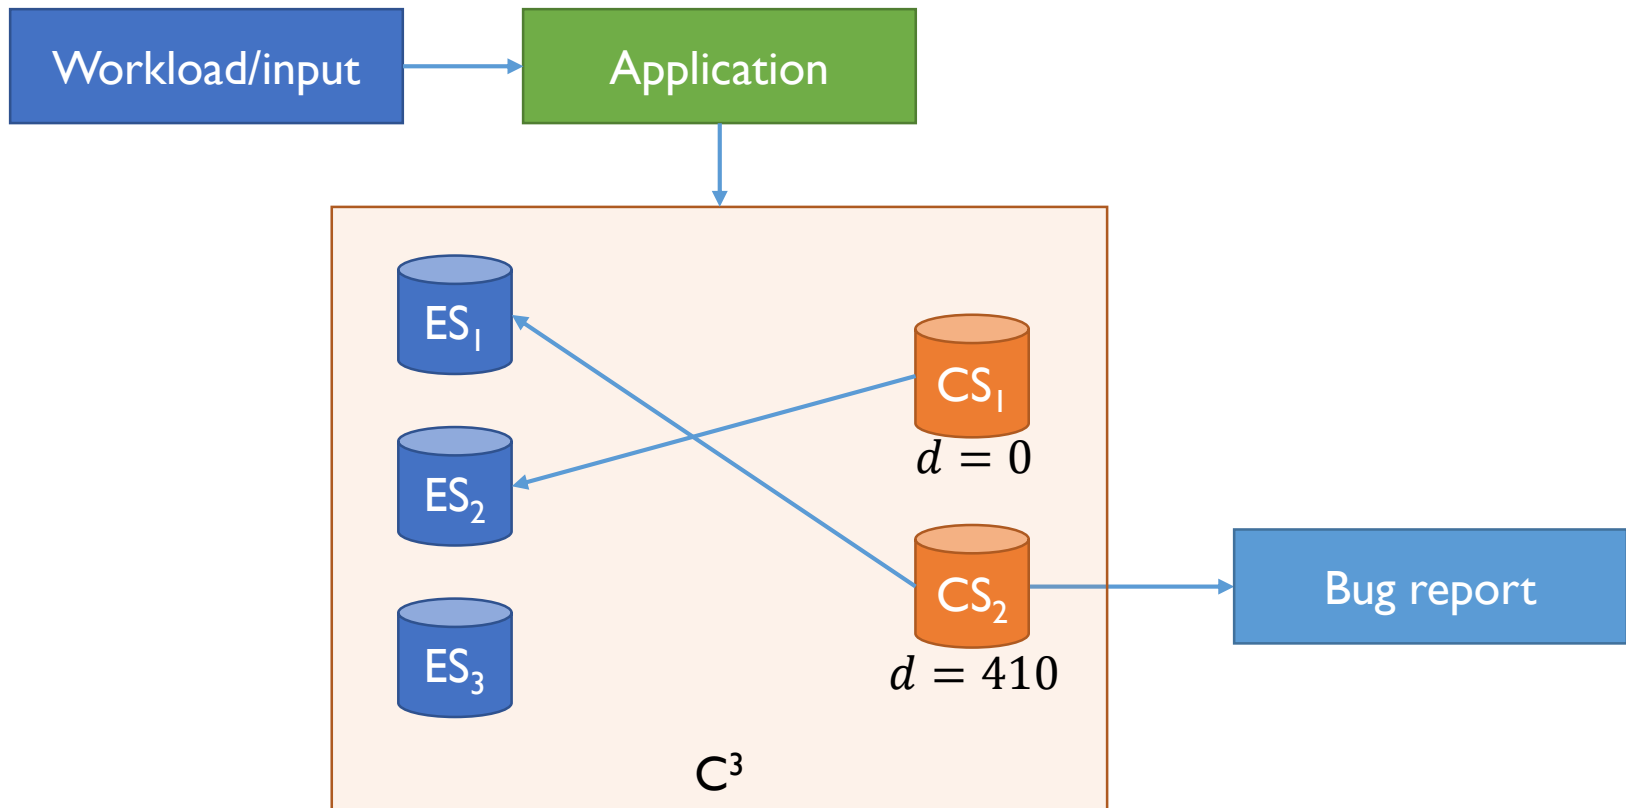 Workload/input
Application
ES₁
CS₁
d = 0
ES₂
CS₂
d = 410
Bug report
ES₃
C³